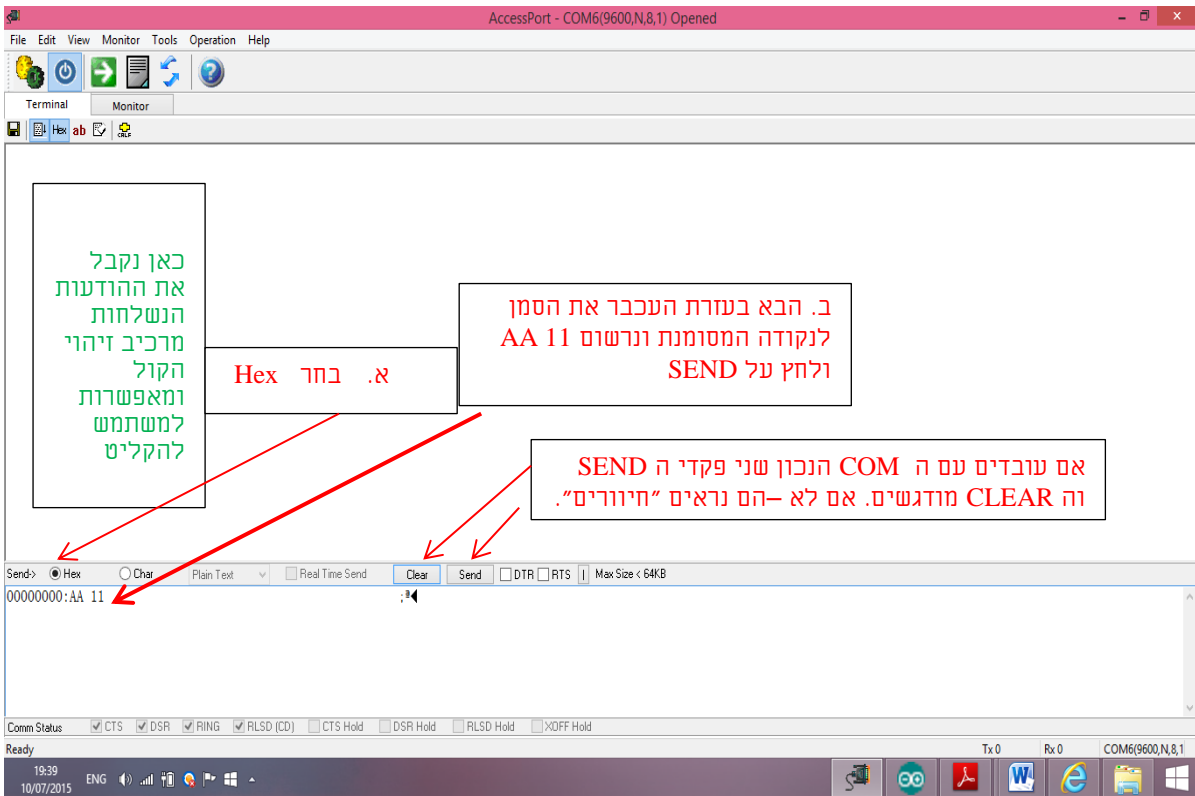 AccessPort - COM6(9600,N,8,1) Opened
File Edit View Monitor Tools Operation Help
Terminal Monitor
Hex ab CRLF
כאן נקבל
את ההודעות
הנשלחות
מרכיב זיהוי
הקול
ומאפשרות
למשתמש
להקליט
א. בחר Hex
ב. הבא בעזרת העכבר את הסמן
לנקודה המסומנת ונרשום AA 11
ולחץ על SEND
אם עובדים עם ה COM הנכון שני פקדי ה SEND
וה CLEAR מודגשים. אם לא –הם נראים "חיוורים".
Send-> Hex Char Plain Text Real Time Send Clear Send DTR RTS | Max Size < 64KB
00000000:AA 11 ;ª◄
Comm Status CTS DSR RING RLSD (CD) CTS Hold DSR Hold RLSD Hold XOFF Hold
Ready Tx 0 Rx 0 COM6(9600,N,8,1
19:39 ENG
10/07/2015